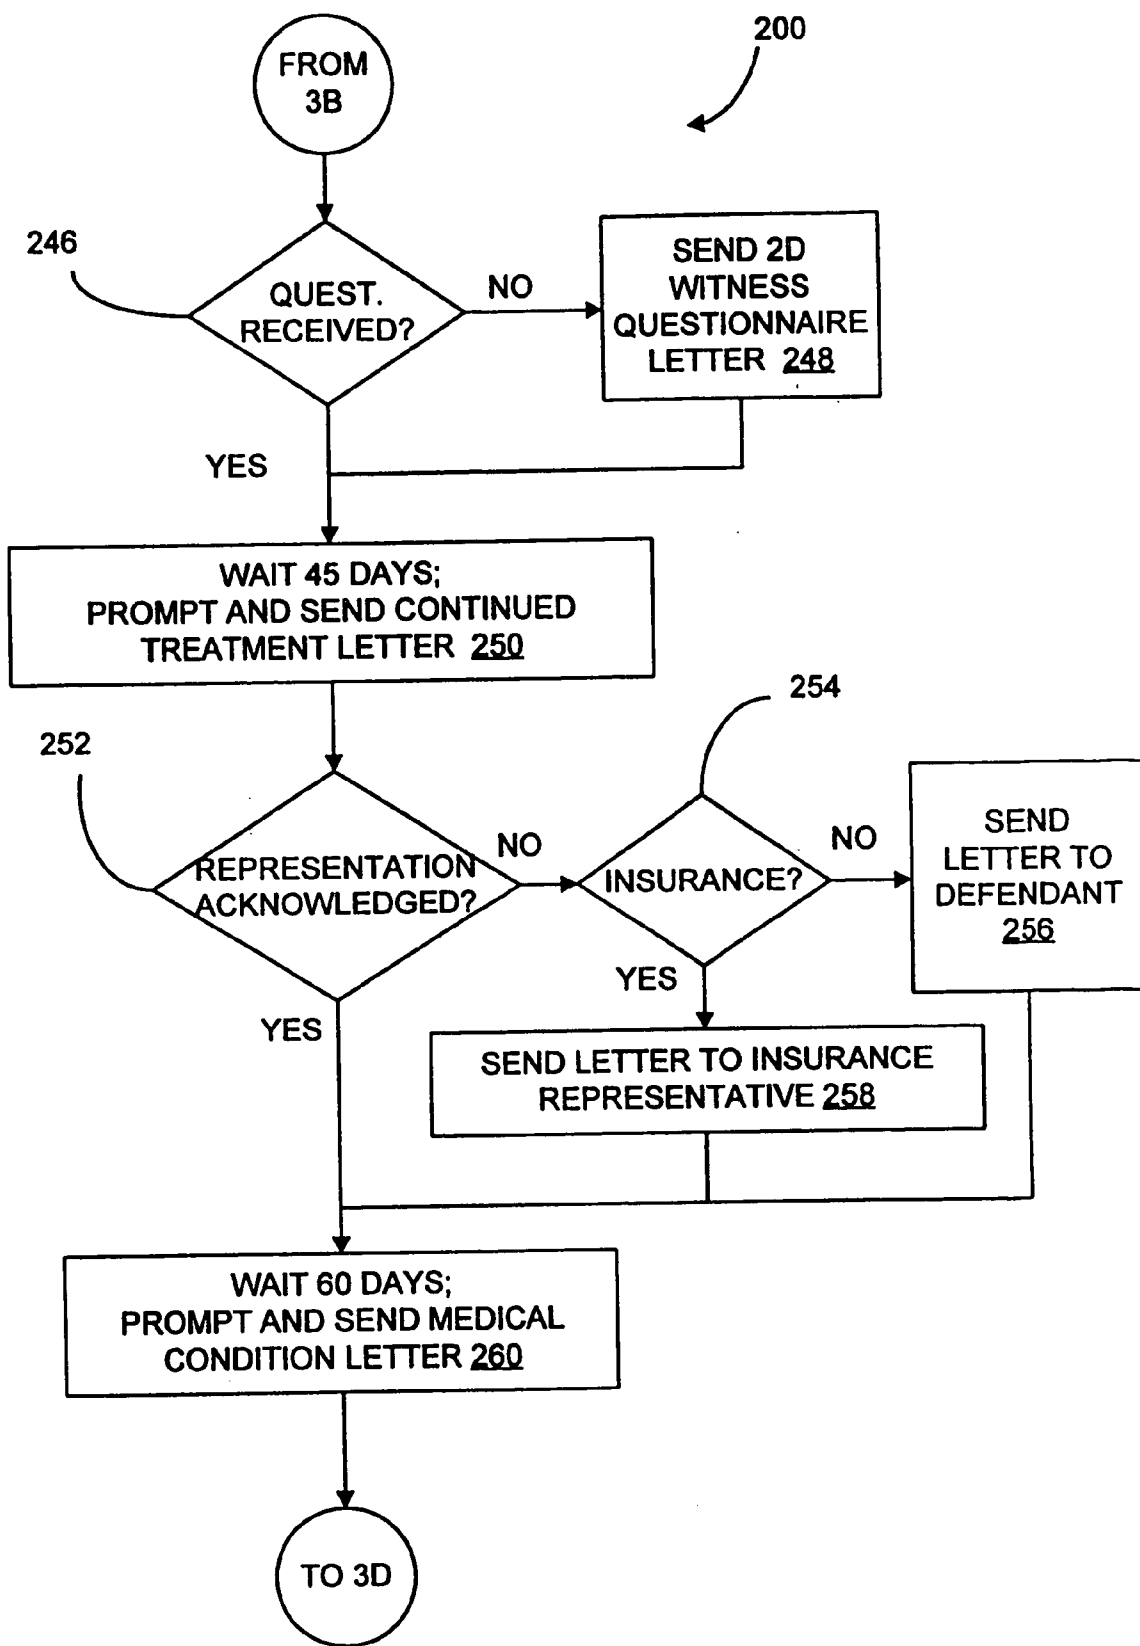 200
FROM
3B
246
QUEST.
RECEIVED?
NO
SEND 2D
WITNESS
QUESTIONNAIRE
LETTER 248
YES
WAIT 45 DAYS;
PROMPT AND SEND CONTINUED
TREATMENT LETTER 250
252
REPRESENTATION
ACKNOWLEDGED?
NO
254
INSURANCE?
NO
SEND
LETTER TO
DEFENDANT
256
YES
YES
SEND LETTER TO INSURANCE
REPRESENTATIVE 258
WAIT 60 DAYS;
PROMPT AND SEND MEDICAL
CONDITION LETTER 260
TO 3D